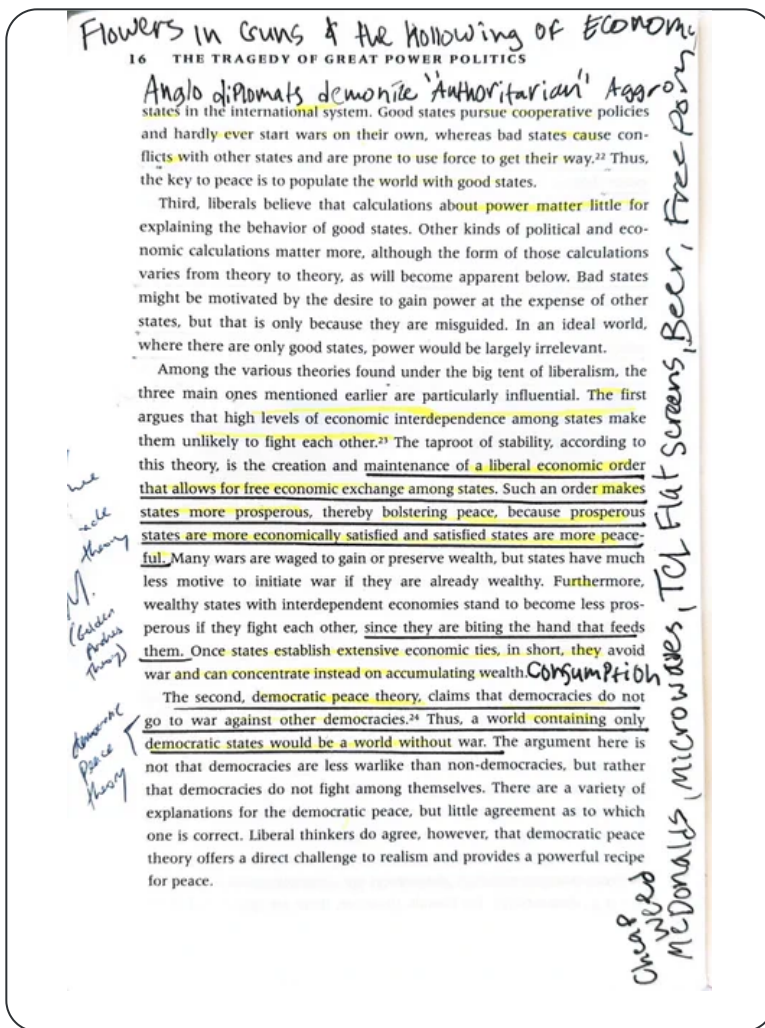 Flowers in Guns & the Hollowing of Economi
16 THE TRAGEDY OF GREAT POWER POLITICS
Anglo diplomats demonize "Authoritarian" Aggro
states in the international system. Good states pursue cooperative policies
and hardly ever start wars on their own, whereas bad states cause con-
flicts with other states and are prone to use force to get their way.²² Thus,
the key to peace is to populate the world with good states.
Third, liberals believe that calculations about power matter little for
explaining the behavior of good states. Other kinds of political and eco-
nomic calculations matter more, although the form of those calculations
varies from theory to theory, as will become apparent below. Bad states
might be motivated by the desire to gain power at the expense of other
states, but that is only because they are misguided. In an ideal world,
where there are only good states, power would be largely irrelevant.
Among the various theories found under the big tent of liberalism, the
three main ones mentioned earlier are particularly influential. The first
argues that high levels of economic interdependence among states make
them unlikely to fight each other.²³ The taproot of stability, according to
this theory, is the creation and maintenance of a liberal economic order
that allows for free economic exchange among states. Such an order makes
states more prosperous, thereby bolstering peace, because prosperous
states are more economically satisfied and satisfied states are more peace-
ful. Many wars are waged to gain or preserve wealth, but states have much
less motive to initiate war if they are already wealthy. Furthermore,
wealthy states with interdependent economies stand to become less pros-
perous if they fight each other, since they are biting the hand that feeds
them. Once states establish extensive economic ties, in short, they avoid
war and can concentrate instead on accumulating wealth. Consumption
The second, democratic peace theory, claims that democracies do not
go to war against other democracies.²⁴ Thus, a world containing only
democratic states would be a world without war. The argument here is
not that democracies are less warlike than non-democracies, but rather
that democracies do not fight among themselves. There are a variety of
explanations for the democratic peace, but little agreement as to which
one is correct. Liberal thinkers do agree, however, that democratic peace
theory offers a direct challenge to realism and provides a powerful recipe
for peace.
theory
M.
(Golden
Arches
Theory)
democratic
peace
theory
Cheap
weed
McDonalds, Microwaves, TCL Flat Screens, Beer, Free Porn